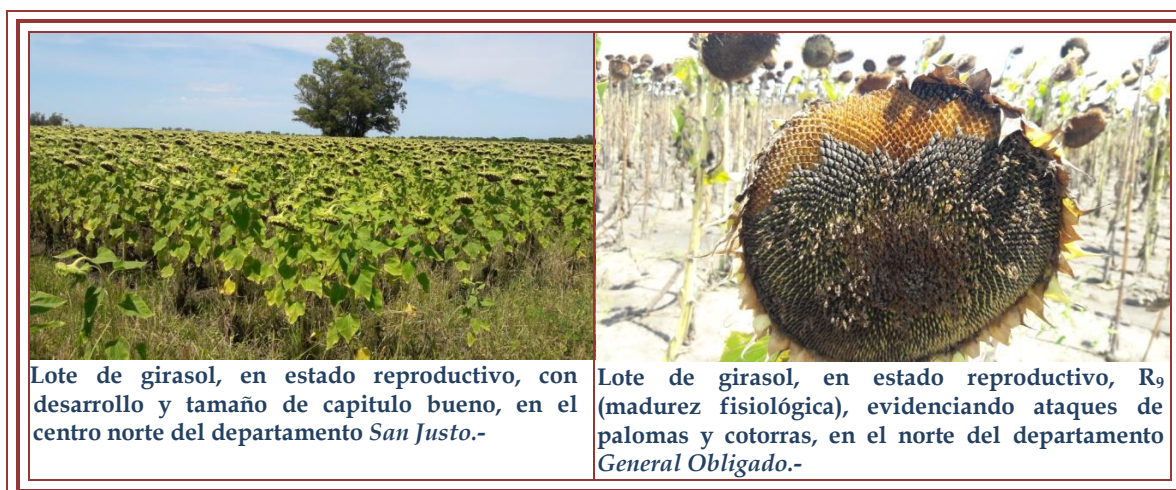 Lote de girasol, en estado reproductivo, con
desarrollo y tamaño de capitulo bueno, en el
centro norte del departamento San Justo.-
Lote de girasol, en estado reproductivo, R₉
(madurez fisiológica), evidenciando ataques de
palomas y cotorras, en el norte del departamento
General Obligado.-